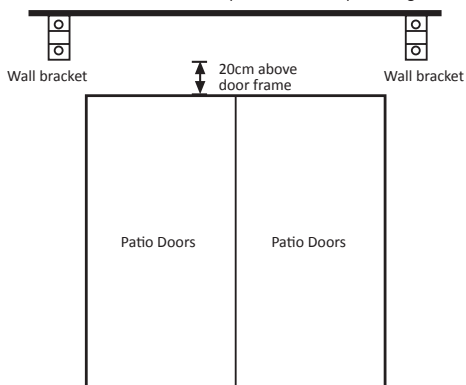 Wall bracket
20cm above
door frame
Wall bracket
Patio Doors
Patio Doors